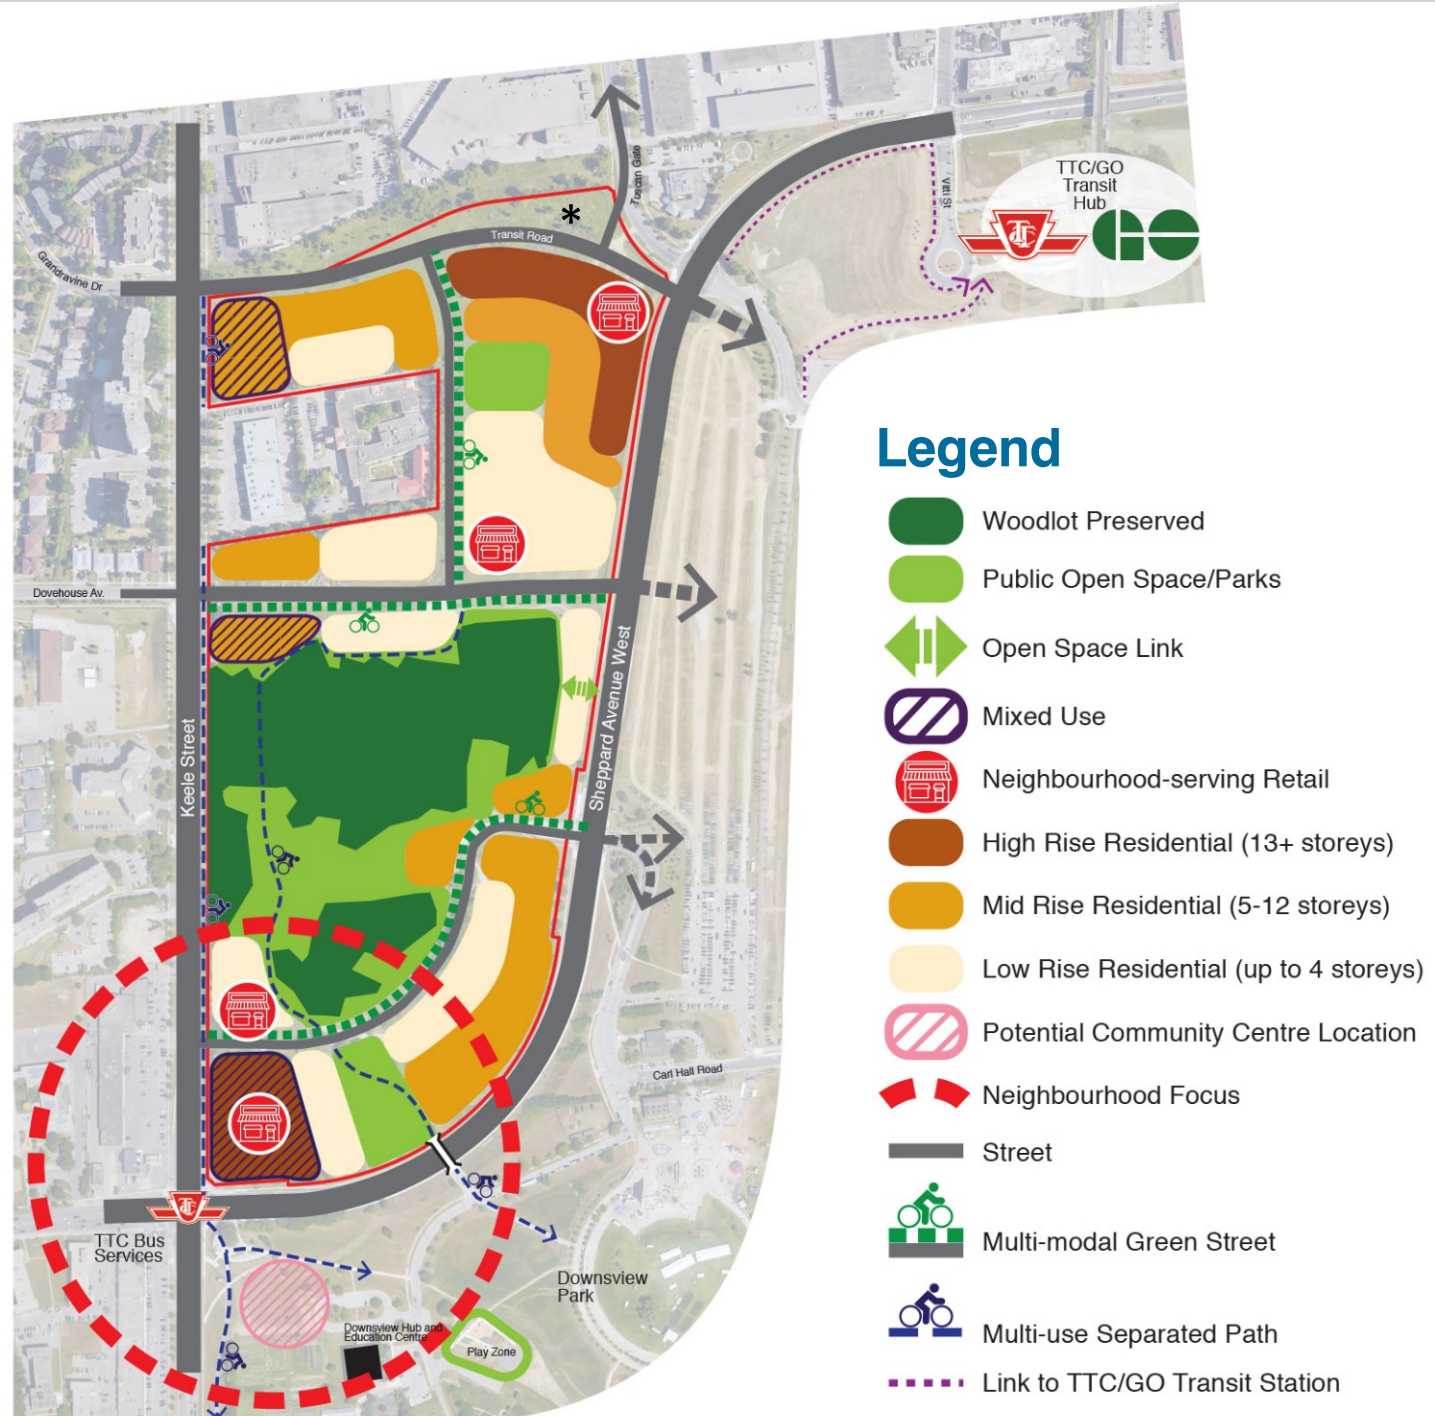 Tuscan Gate
TTC/GO
Transit
Hub
Vitti St
TTC
GO
*
Transit Road
Grandravine Dr
Dovehouse Av.
Keele Street
Sheppard Avenue West
Carl Hall Road
TTC
TTC Bus
Services
Downsview
Park
Downsview Hub and
Education Centre
Play Zone
Legend
Woodlot Preserved
Public Open Space/Parks
Open Space Link
Mixed Use
Neighbourhood-serving Retail
High Rise Residential (13+ storeys)
Mid Rise Residential (5-12 storeys)
Low Rise Residential (up to 4 storeys)
Potential Community Centre Location
Neighbourhood Focus
Street
Multi-modal Green Street
Multi-use Separated Path
Link to TTC/GO Transit Station